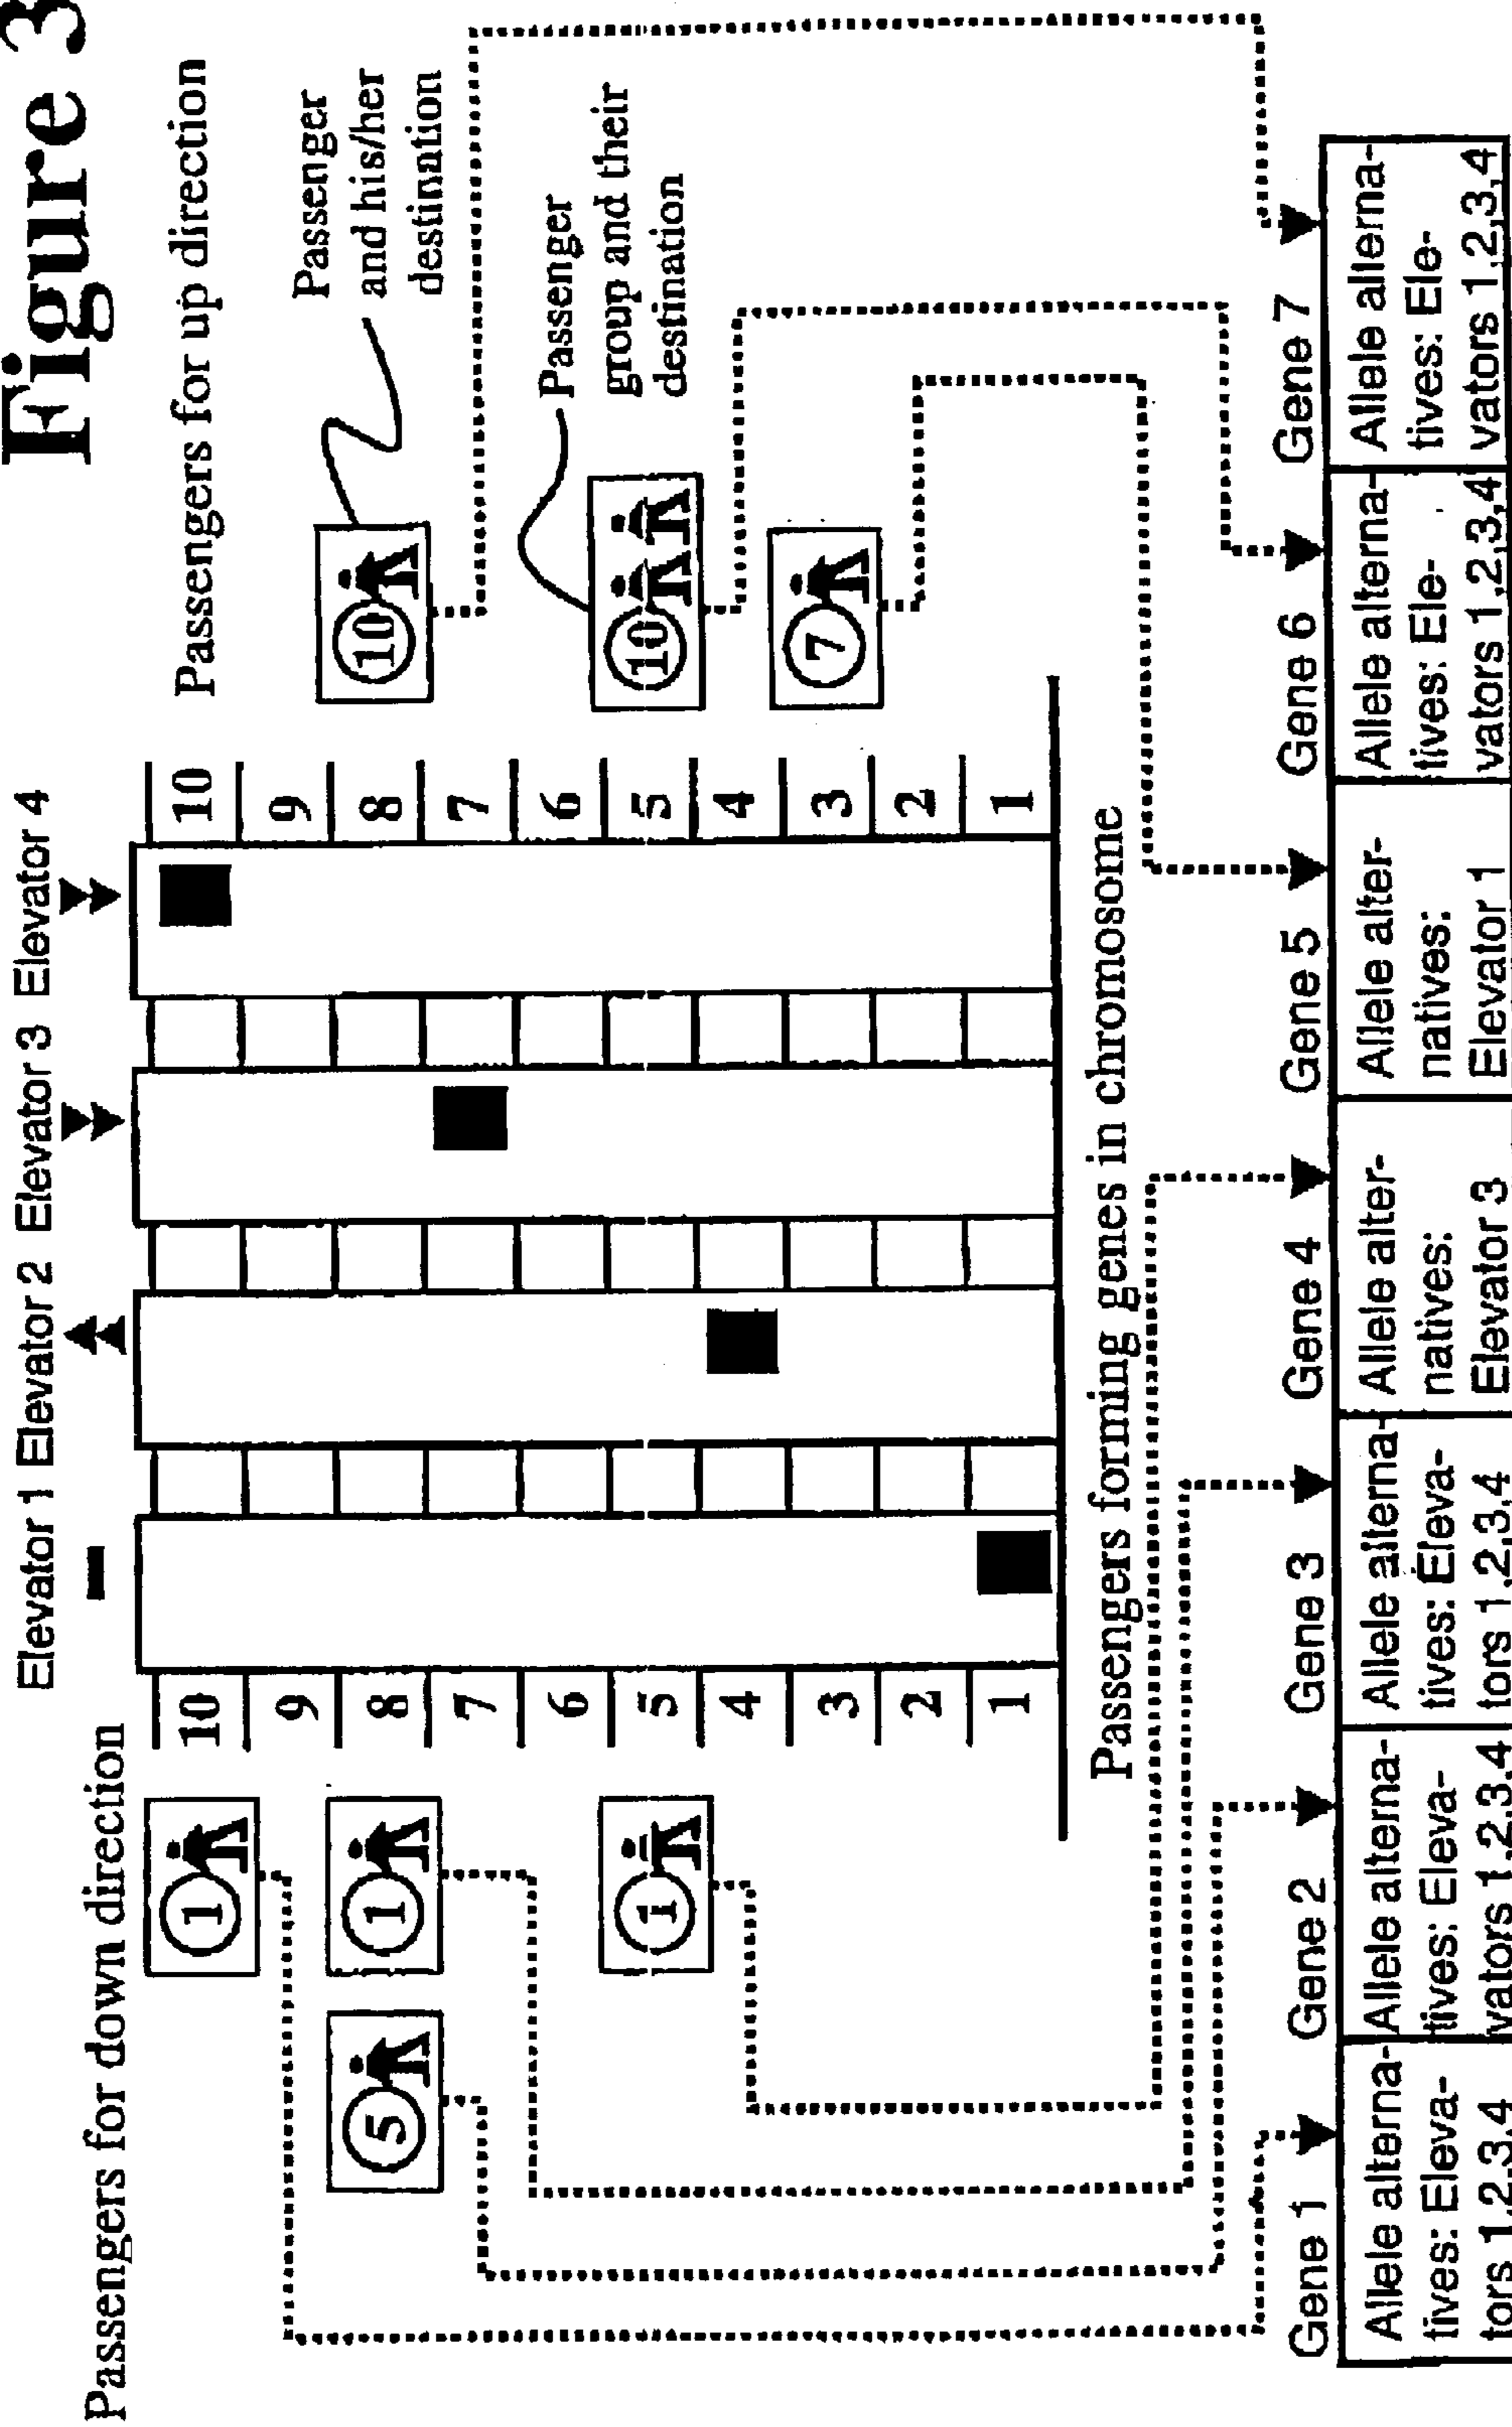 Figure 3
Elevator 1 Elevator 2 Elevator 3 Elevator 4
Passengers for down direction
Passengers for up direction
1
5
1
1
10
9
8
7
6
5
4
3
2
1
10
9
8
7
6
5
4
3
2
1
10
Passenger
and his/her
destination
10
Passenger
group and their
destination
7
Passengers forming genes in chromosome
Gene 1
Gene 2
Gene 3
Gene 4
Gene 5
Gene 6
Gene 7
Allele alterna-
tives: Eleva-
tors 1,2,3,4
Allele alterna-
tives: Eleva-
vators 1,2,3,4
Allele alterna-
tives: Eleva-
tors 1,2,3,4
Allele alter-
natives:
Elevator 3
Allele alter-
natives:
Elevator 1
Allele alterna-
tives: Ele-
vators 1,2,3,4
Allele allerna-
tives: Ele-
vators 1,2,3,4